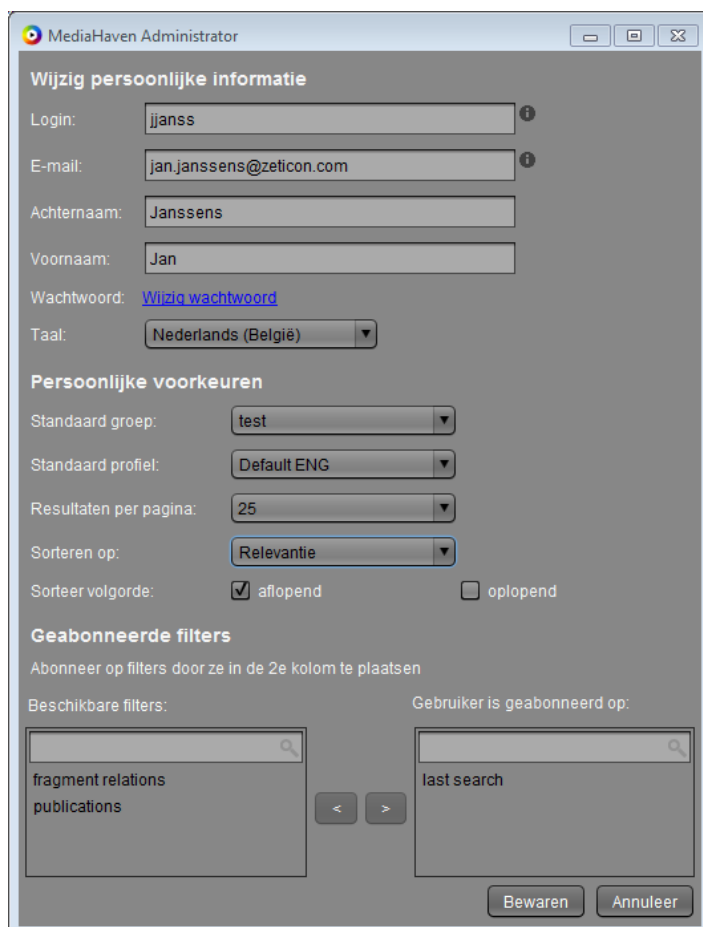 MediaHaven Administrator
Wijzig persoonlijke informatie
Login: jjanss
E-mail: jan.janssens@zeticon.com
Achternaam: Janssens
Voornaam: Jan
Wachtwoord: Wijzig wachtwoord
Taal: Nederlands (België)
Persoonlijke voorkeuren
Standaard groep: test
Standaard profiel: Default ENG
Resultaten per pagina: 25
Sorteren op: Relevantie
Sorteer volgorde: aflopend oplopend
Geabonneerde filters
Abonneer op filters door ze in de 2e kolom te plaatsen
Beschikbare filters:
fragment relations
publications
< >
Gebruiker is geabonneerd op:
last search
Bewaren Annuleer